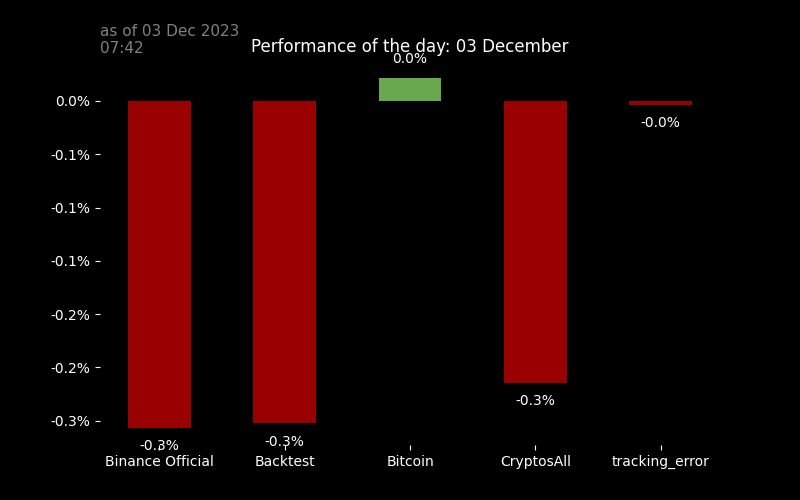 as of 03 Dec 2023
07:42
Performance of the day: 03 December
0.0%
0.0%
-0.0%
-0.1%
-0.1%
-0.1%
-0.2%
-0.2%
-0.3%
-0.3%
-0.3%
-0.3%
Binance Official
Backtest
Bitcoin
CryptosAll
tracking_error